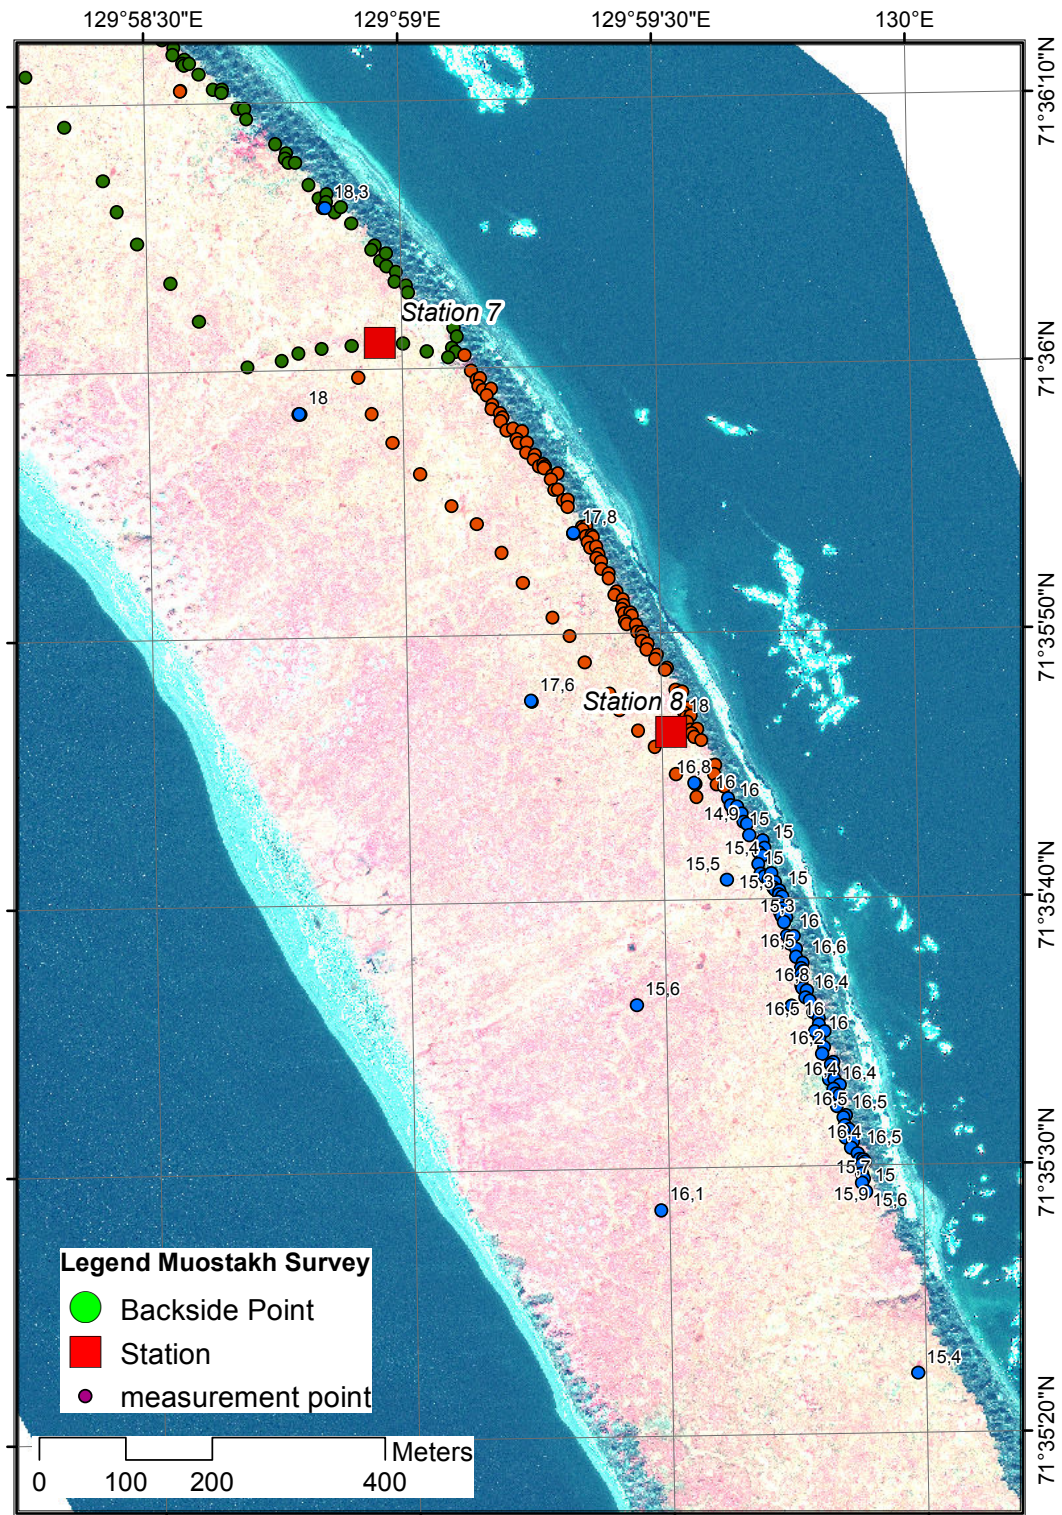 129°58'30"E 129°59'E 129°59'30"E 130°E
71°36'10"N
18,3
Station 7
71°36'N
18
17,8
71°35'50"N
17,6
Station 8
18
16,8
16
16
14,9
15
15
15,4
15
15,5
15,3
15
71°35'40"N
15,3
16
16,5
16,6
16,8
16,4
15,6
16,5
16
16
16,2
16,4
16,4
16,5
16,5
16,4
16,5
71°35'30"N
15,7
15
15,9
15,6
16,1
Legend Muostakh Survey
Backside Point
Station
measurement point
15,4
71°35'20"N
Meters
0 100 200 400